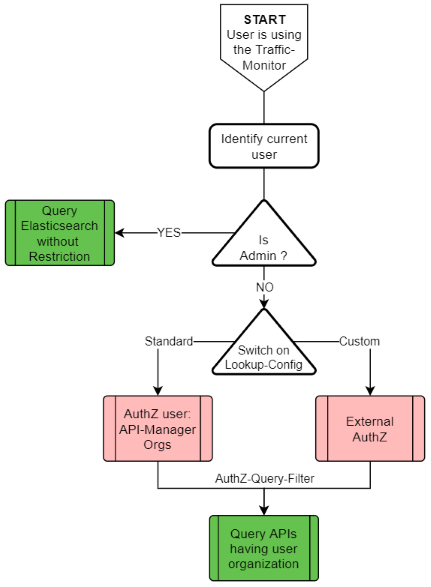 START
User is using
the Traffic-
Monitor
Identify current
user
Query
Elasticsearch
without
Restriction
YES
Is
Admin ?
NO
Standard
Switch on
Lookup-Config
Custom
AuthZ user:
API-Manager
Orgs
External
AuthZ
AuthZ-Query-Filter
Query APIs
having user
organization